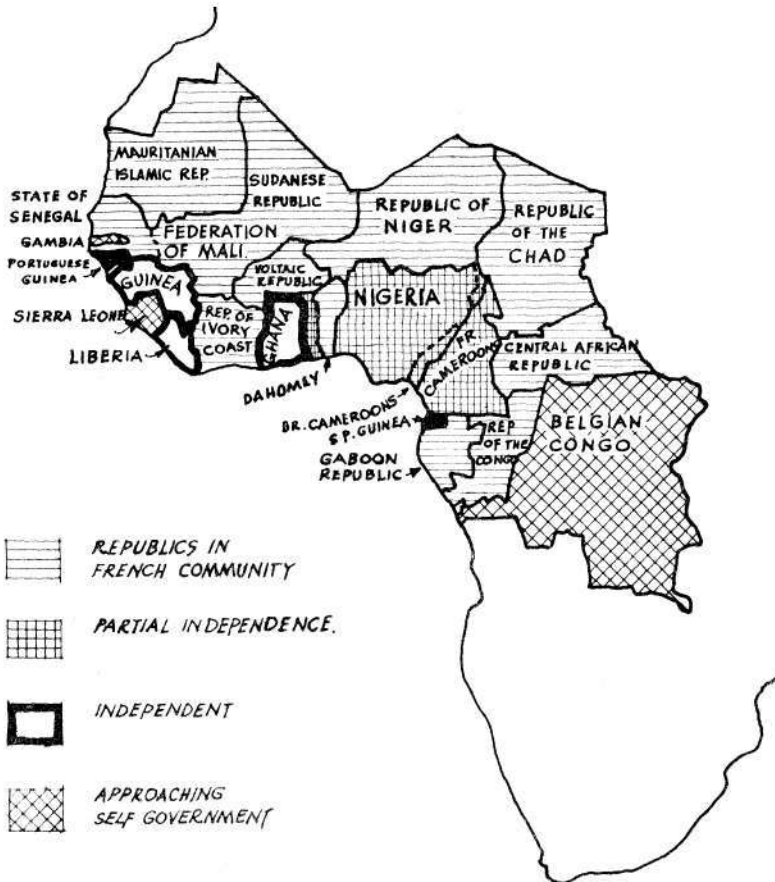 MAURITANIAN
ISLAMIC REP.
SUDANESE
REPUBLIC
STATE OF
SENEGAL
GAMBIA
PORTUGUESE
GUINEA
FEDERATION
OF MALI.
REPUBLIC OF
NIGER
REPUBLIC
OF THE
CHAD
GUINEA
VOLTAIC
REPUBLIC
SIERRA LEONE
LIBERIA
REP. OF
IVORY
COAST
GHANA
NIGERIA
DAHOMEY
FR.
CAMEROONS
CENTRAL AFRICAN
REPUBLIC
BR. CAMEROONS
SP. GUINEA
GABOON
REPUBLIC
REP
OF THE
CONGO
BELGIAN
CONGO
REPUBLICS IN
FRENCH COMMUNITY
PARTIAL INDEPENDENCE.
INDEPENDENT
APPROACHING
SELF GOVERNMENT